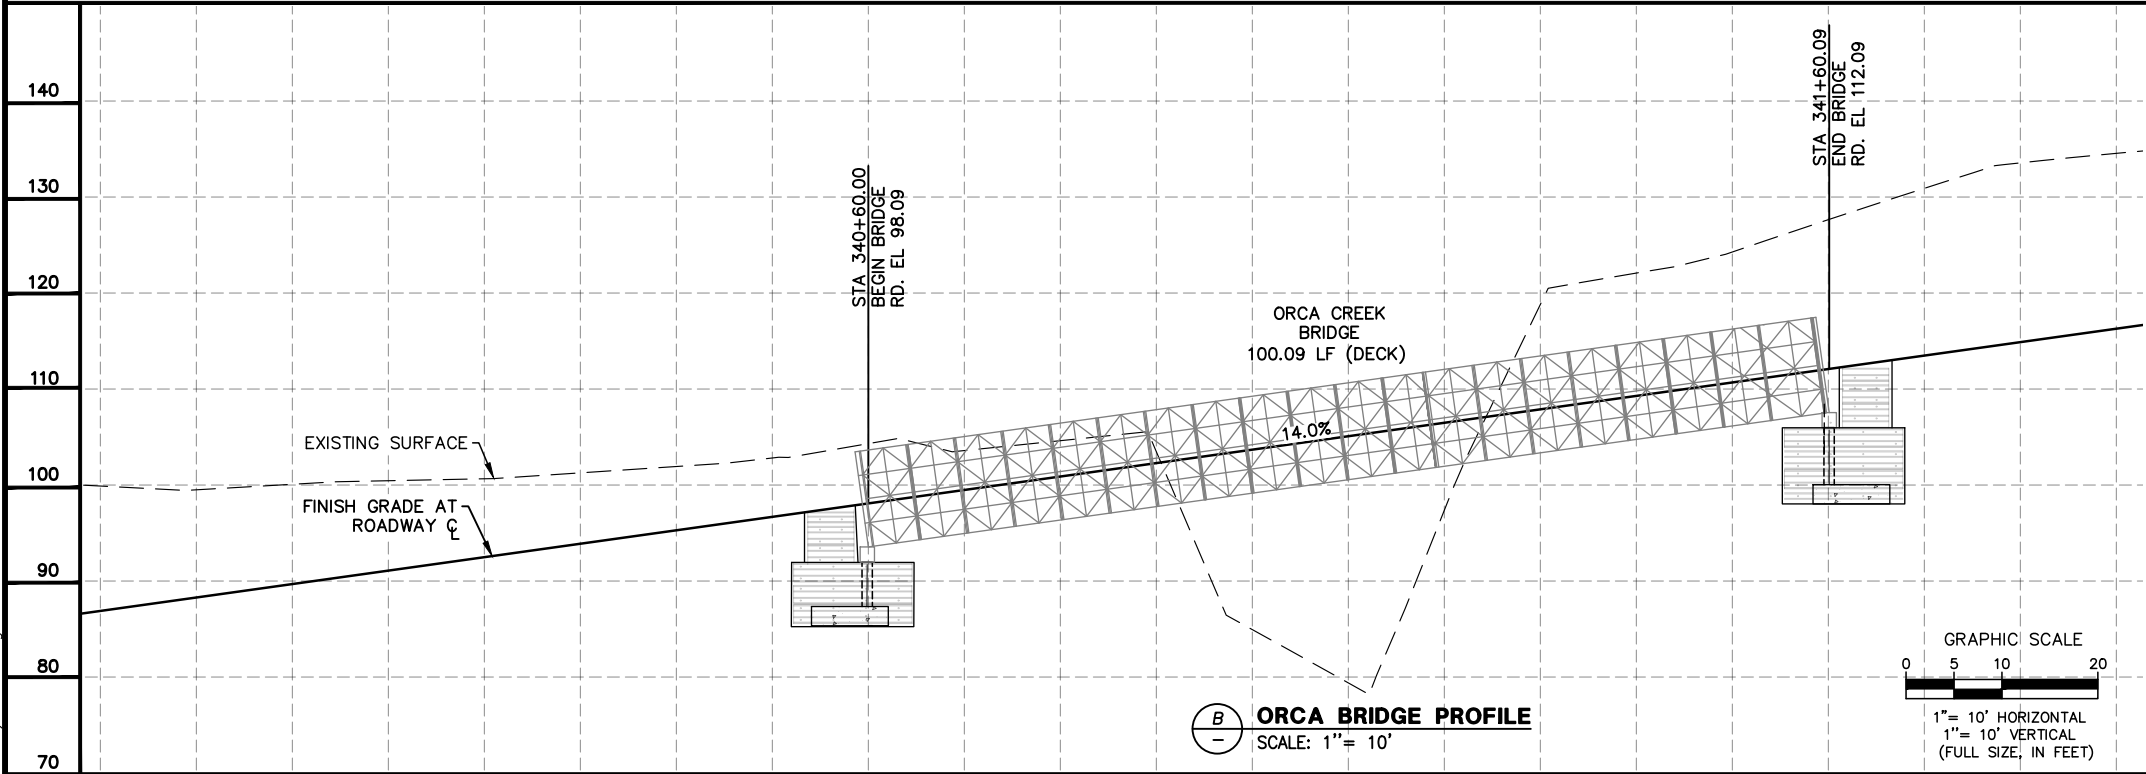 140
130
120
110
100
90
80
70
STA 340+60.00
BEGIN BRIDGE
RD. EL 98.09
STA 341+60.09
END BRIDGE
RD. EL 112.09
ORCA CREEK
BRIDGE
100.09 LF (DECK)
14.0%
EXISTING SURFACE
FINISH GRADE AT
ROADWAY ℄
B
–
ORCA BRIDGE PROFILE
SCALE: 1''= 10'
GRAPHIC SCALE
0 5 10 20
1"= 10' HORIZONTAL
1''= 10' VERTICAL
(FULL SIZE, IN FEET)